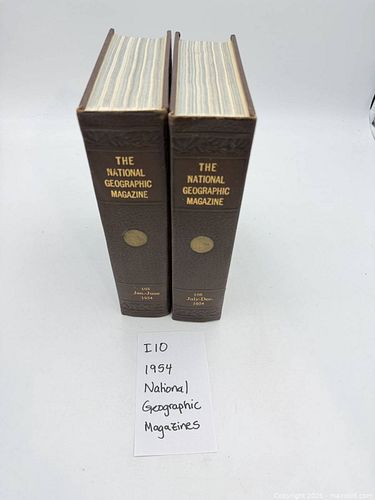 THE
NATIONAL
GEOGRAPHIC
MAGAZINE
Jan.-June
1954
THE
NATIONAL
GEOGRAPHIC
MAGAZINE
106
July-Dec.
1954
I10
1954
National
Geographic
Magazines